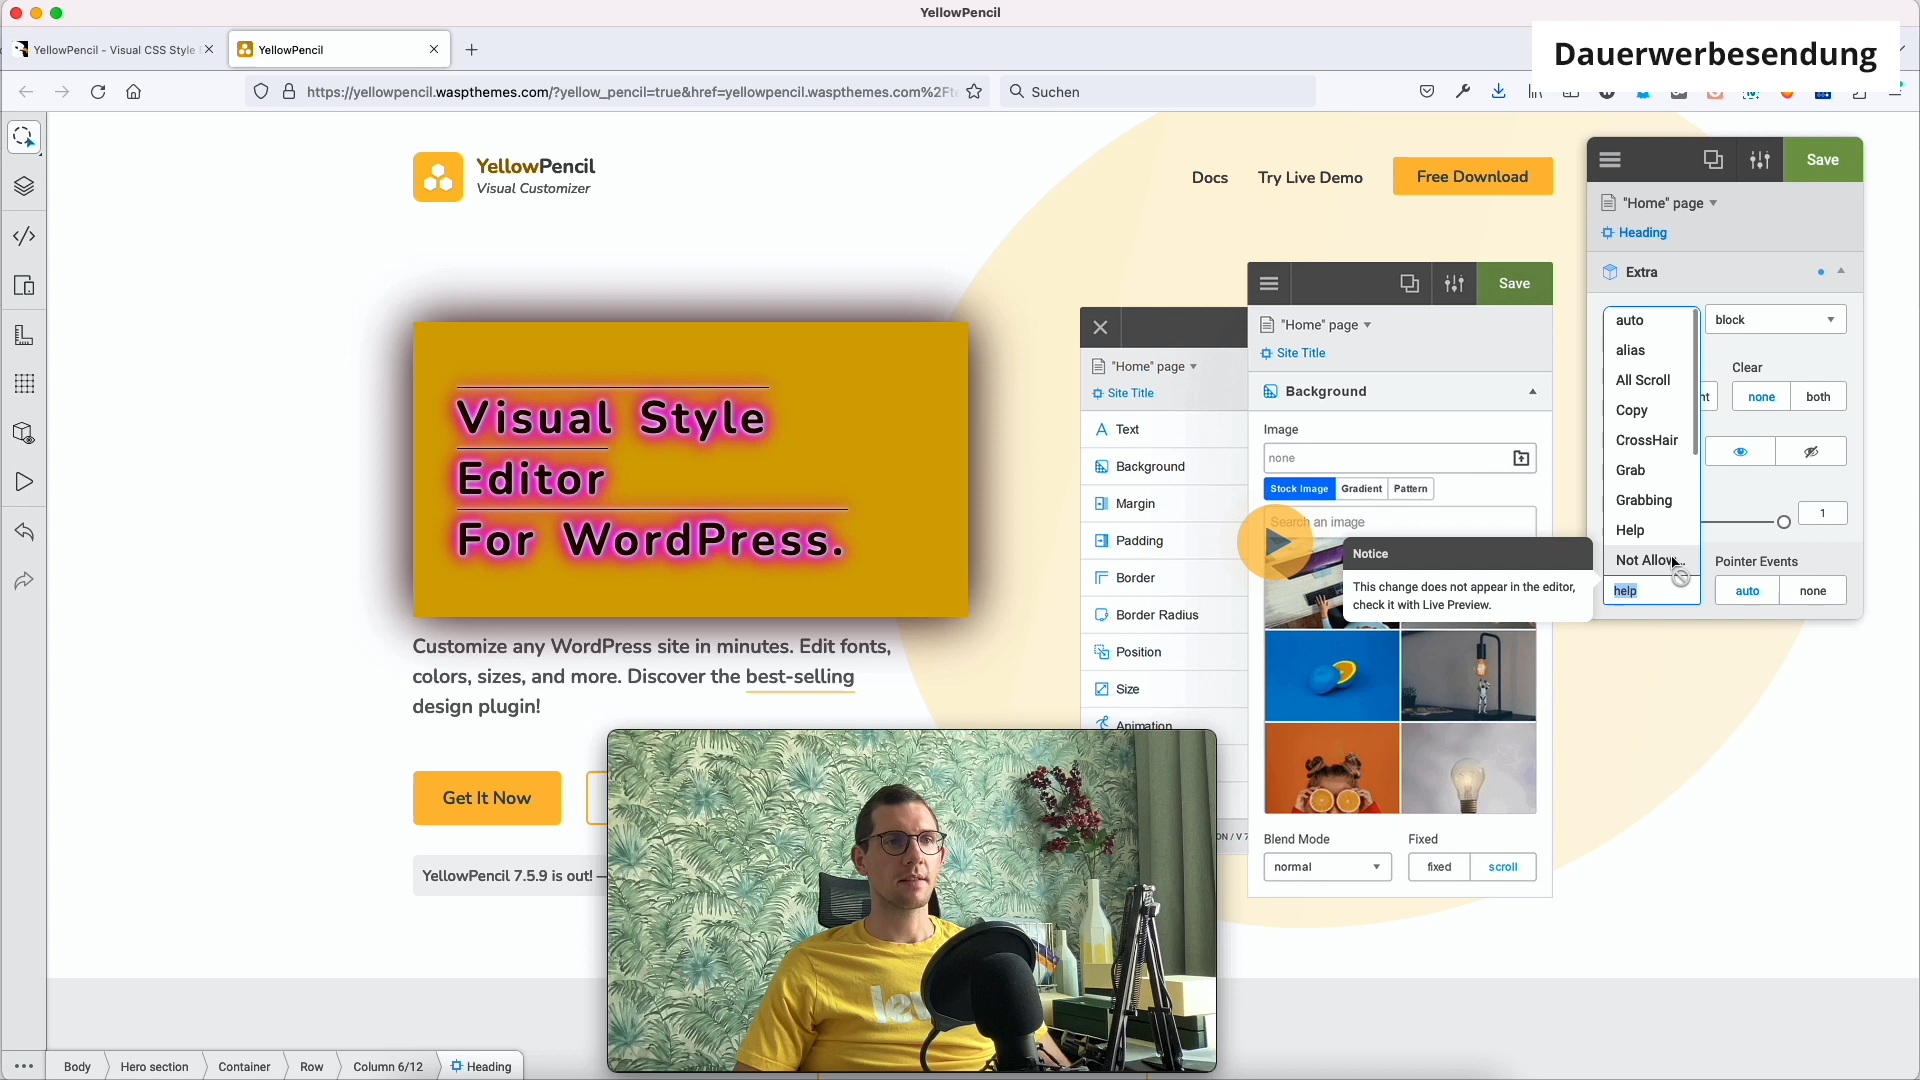 YellowPencil
YellowPencil - Visual CSS Style
YellowPencil
Dauerwerbesendung
https://yellowpencil.waspthemes.com/?yellow_pencil=true&href=yellowpencil.waspthemes.com%2Fte
Suchen
YellowPencil
Visual Customizer
Docs
Try Live Demo
Free Download
Save
"Home" page
Heading
Extra
auto
alias
All Scroll
Copy
CrossHair
Grab
Grabbing
Help
Not Allow...
help
block
Clear
none
both
1
Pointer Events
auto
none
Visual Style
Editor
For WordPress.
Customize any WordPress site in minutes. Edit fonts,
colors, sizes, and more. Discover the best-selling
design plugin!
Get It Now
YellowPencil 7.5.9 is out! —
"Home" page
Site Title
Text
Background
Margin
Padding
Border
Border Radius
Position
Size
Animation
Save
"Home" page
Site Title
Background
Image
none
Stock Image
Gradient
Pattern
Search an image
Notice
This change does not appear in the editor,
check it with Live Preview.
Blend Mode
Fixed
normal
fixed
scroll
Body
Hero section
Container
Row
Column 6/12
Heading